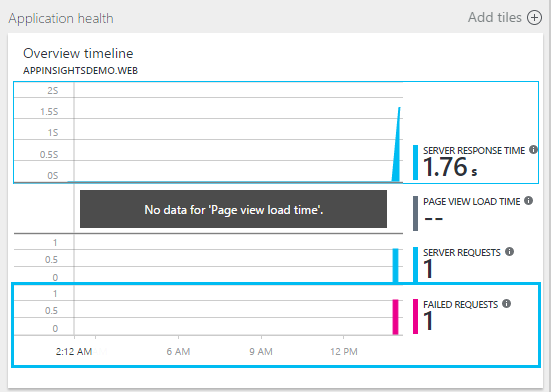 Application health
Add tiles
Overview timeline
APPINSIGHTSDEMO.WEB
2S
1.5S
1S
0.5S
0S
SERVER RESPONSE TIME
1.76 s
No data for 'Page view load time'.
PAGE VIEW LOAD TIME
--
1
0.5
0
SERVER REQUESTS
1
1
0.5
0
FAILED REQUESTS
1
2:12 AM
6 AM
9 AM
12 PM